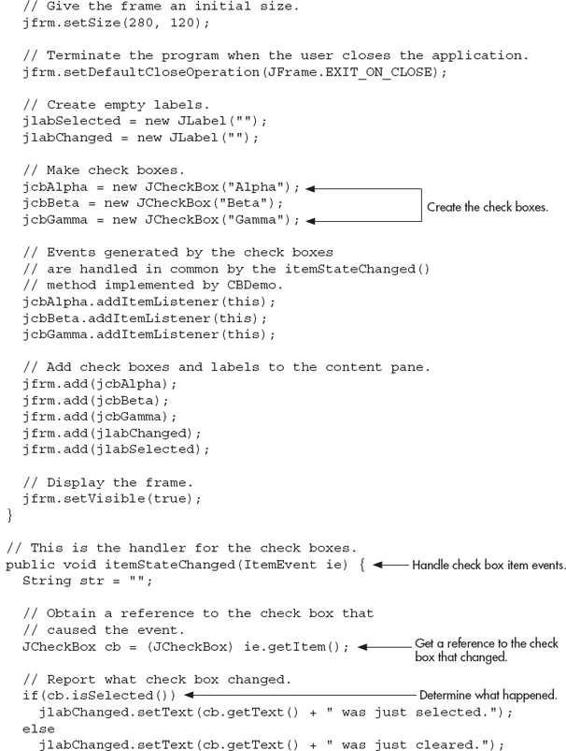 // Give the frame an initial size.
jfrm.setSize(280, 120);
// Terminate the program when the user closes the application.
jfrm.setDefaultCloseOperation(JFrame.EXIT_ON_CLOSE);
// Create empty labels.
jlabSelected = new JLabel("");
jlabChanged = new JLabel("");
// Make check boxes.
jcbAlpha = new JCheckBox("Alpha");
jcbBeta = new JCheckBox("Beta");
Create the check boxes.
jcbGamma = new JCheckBox("Gamma");
// Events generated by the check boxes
// are handled in common by the itemStateChanged()
// method implemented by CBDemo.
jcbAlpha.addItemListener(this);
jcbBeta.addItemListener(this);
jcbGamma.addItemListener(this);
// Add check boxes and labels to the content pane.
jfrm.add(jcbAlpha);
jfrm.add(jcbBeta);
jfrm.add(jcbGamma);
jfrm.add(jlabChanged);
jfrm.add(jlabSelected);
// Display the frame.
jfrm.setVisible(true);
}
// This is the handler for the check boxes.
public void itemStateChanged(ItemEvent ie) {
Handle check box item events.
String str = "";
// Obtain a reference to the check box that
// caused the event.
JCheckBox cb = (JCheckBox) ie.getItem();
Get a reference to the check
box that changed.
// Report what check box changed.
if(cb.isSelected())
Determine what happened.
jlabChanged.setText(cb.getText() + " was just selected.");
else
jlabChanged.setText(cb.getText() + " was just cleared.");